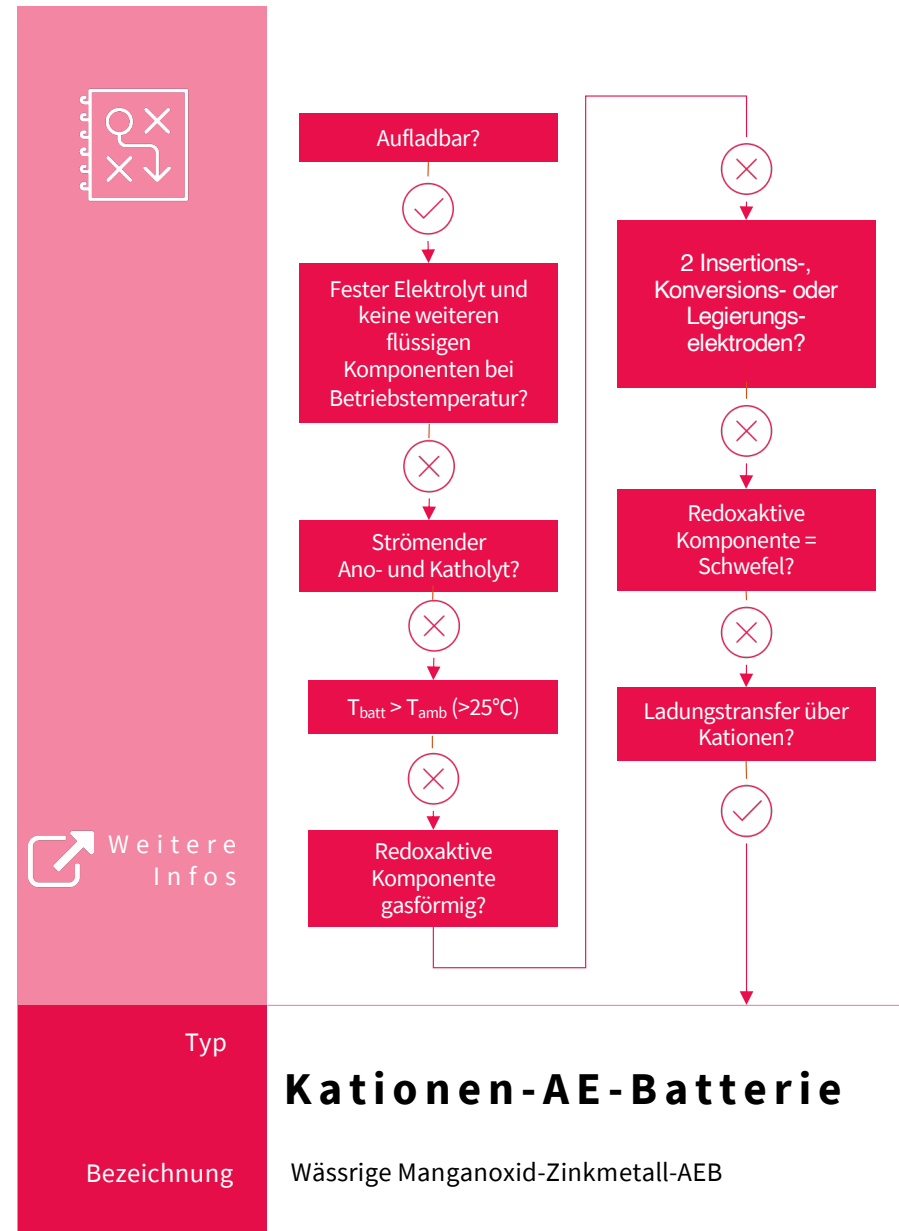 Aufladbar?
Fester Elektrolyt und
keine weiteren
flüssigen
Komponenten bei
Betriebstemperatur?
Strömender
Ano- und Katholyt?
T_batt > T_amb (>25°C)
Redoxaktive
Komponente
gasförmig?
2 Insertions-,
Konversions- oder
Legierungs-
elektroden?
Redoxaktive
Komponente =
Schwefel?
Ladungstransfer über
Kationen?
Weitere
Infos
Typ
Kationen-AE-Batterie
Bezeichnung
Wässrige Manganoxid-Zinkmetall-AEB